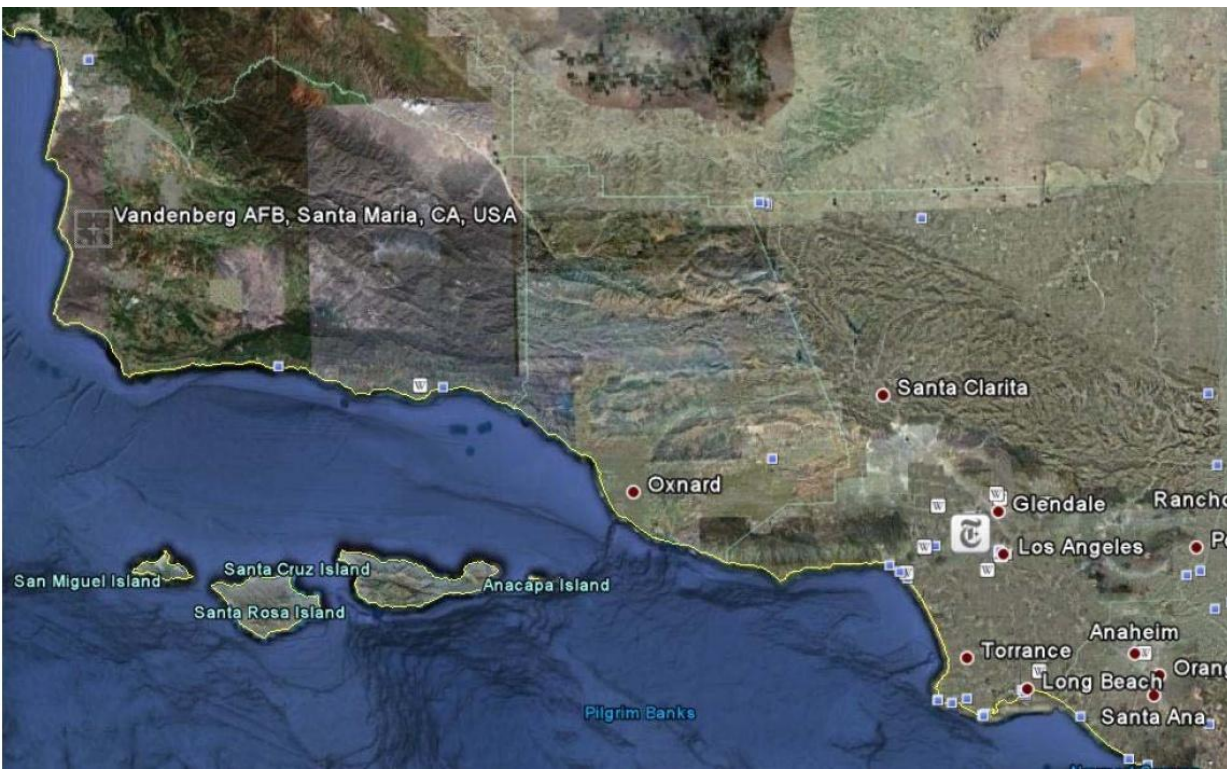 Vandenberg AFB, Santa Maria, CA, USA
Santa Clarita
Oxnard
Glendale
Rancho
Los Angeles
San Miguel Island
Santa Cruz Island
Anacapa Island
Santa Rosa Island
Anaheim
Torrance
Orang
Long Beach
Pilgrim Banks
Santa Ana